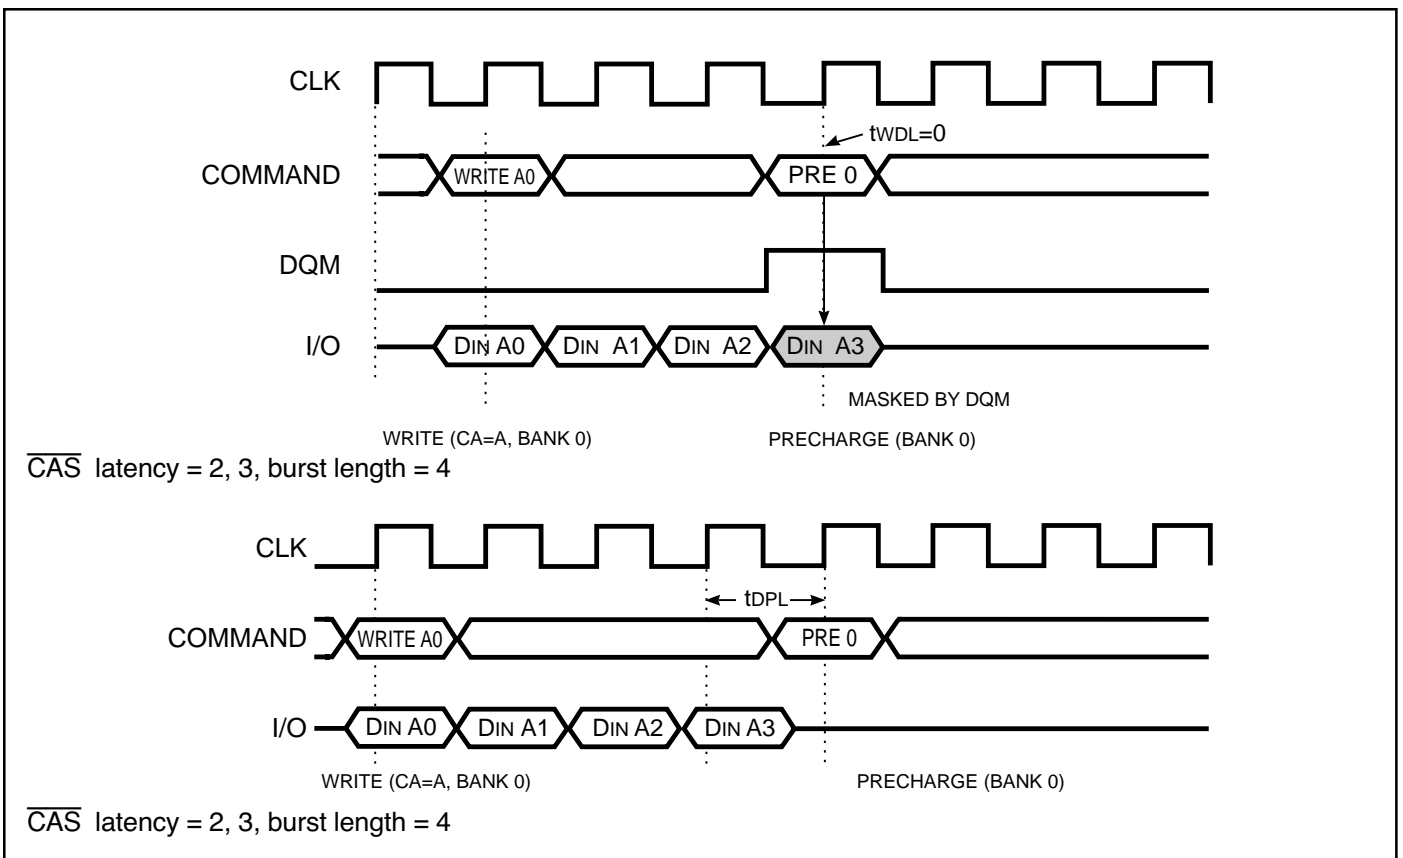 CLK
tWDL=0
COMMAND WRITE A0 PRE 0
DQM
I/O DIN A0 DIN A1 DIN A2 DIN A3
MASKED BY DQM
WRITE (CA=A, BANK 0) PRECHARGE (BANK 0)
CAS latency = 2, 3, burst length = 4
CLK
tDPL
COMMAND WRITE A0 PRE 0
I/O DIN A0 DIN A1 DIN A2 DIN A3
WRITE (CA=A, BANK 0) PRECHARGE (BANK 0)
CAS latency = 2, 3, burst length = 4